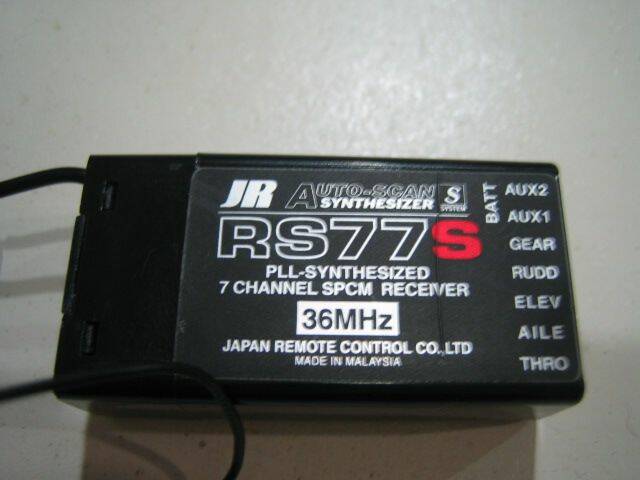 JR AUTO-SCAN SYNTHESIZER S SYSTEM
RS77S
PLL-SYNTHESIZED
7 CHANNEL SPCM RECEIVER
36MHz
JAPAN REMOTE CONTROL CO., LTD
MADE IN MALAYSIA
BATT
AUX2
AUX1
GEAR
RUDD
ELEV
AILE
THRO